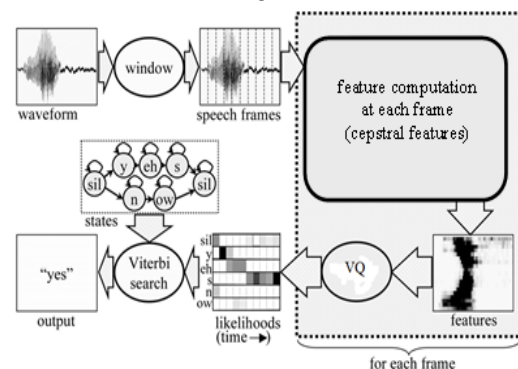 window
waveform
speech frames
feature computation
at each frame
(cepstral features)
y eh s
sil sil
n ow
states
"yes"
output
Viterbi
search
sil
y
eh
s
n
ow
likelihoods
(time→)
VQ
features
for each frame